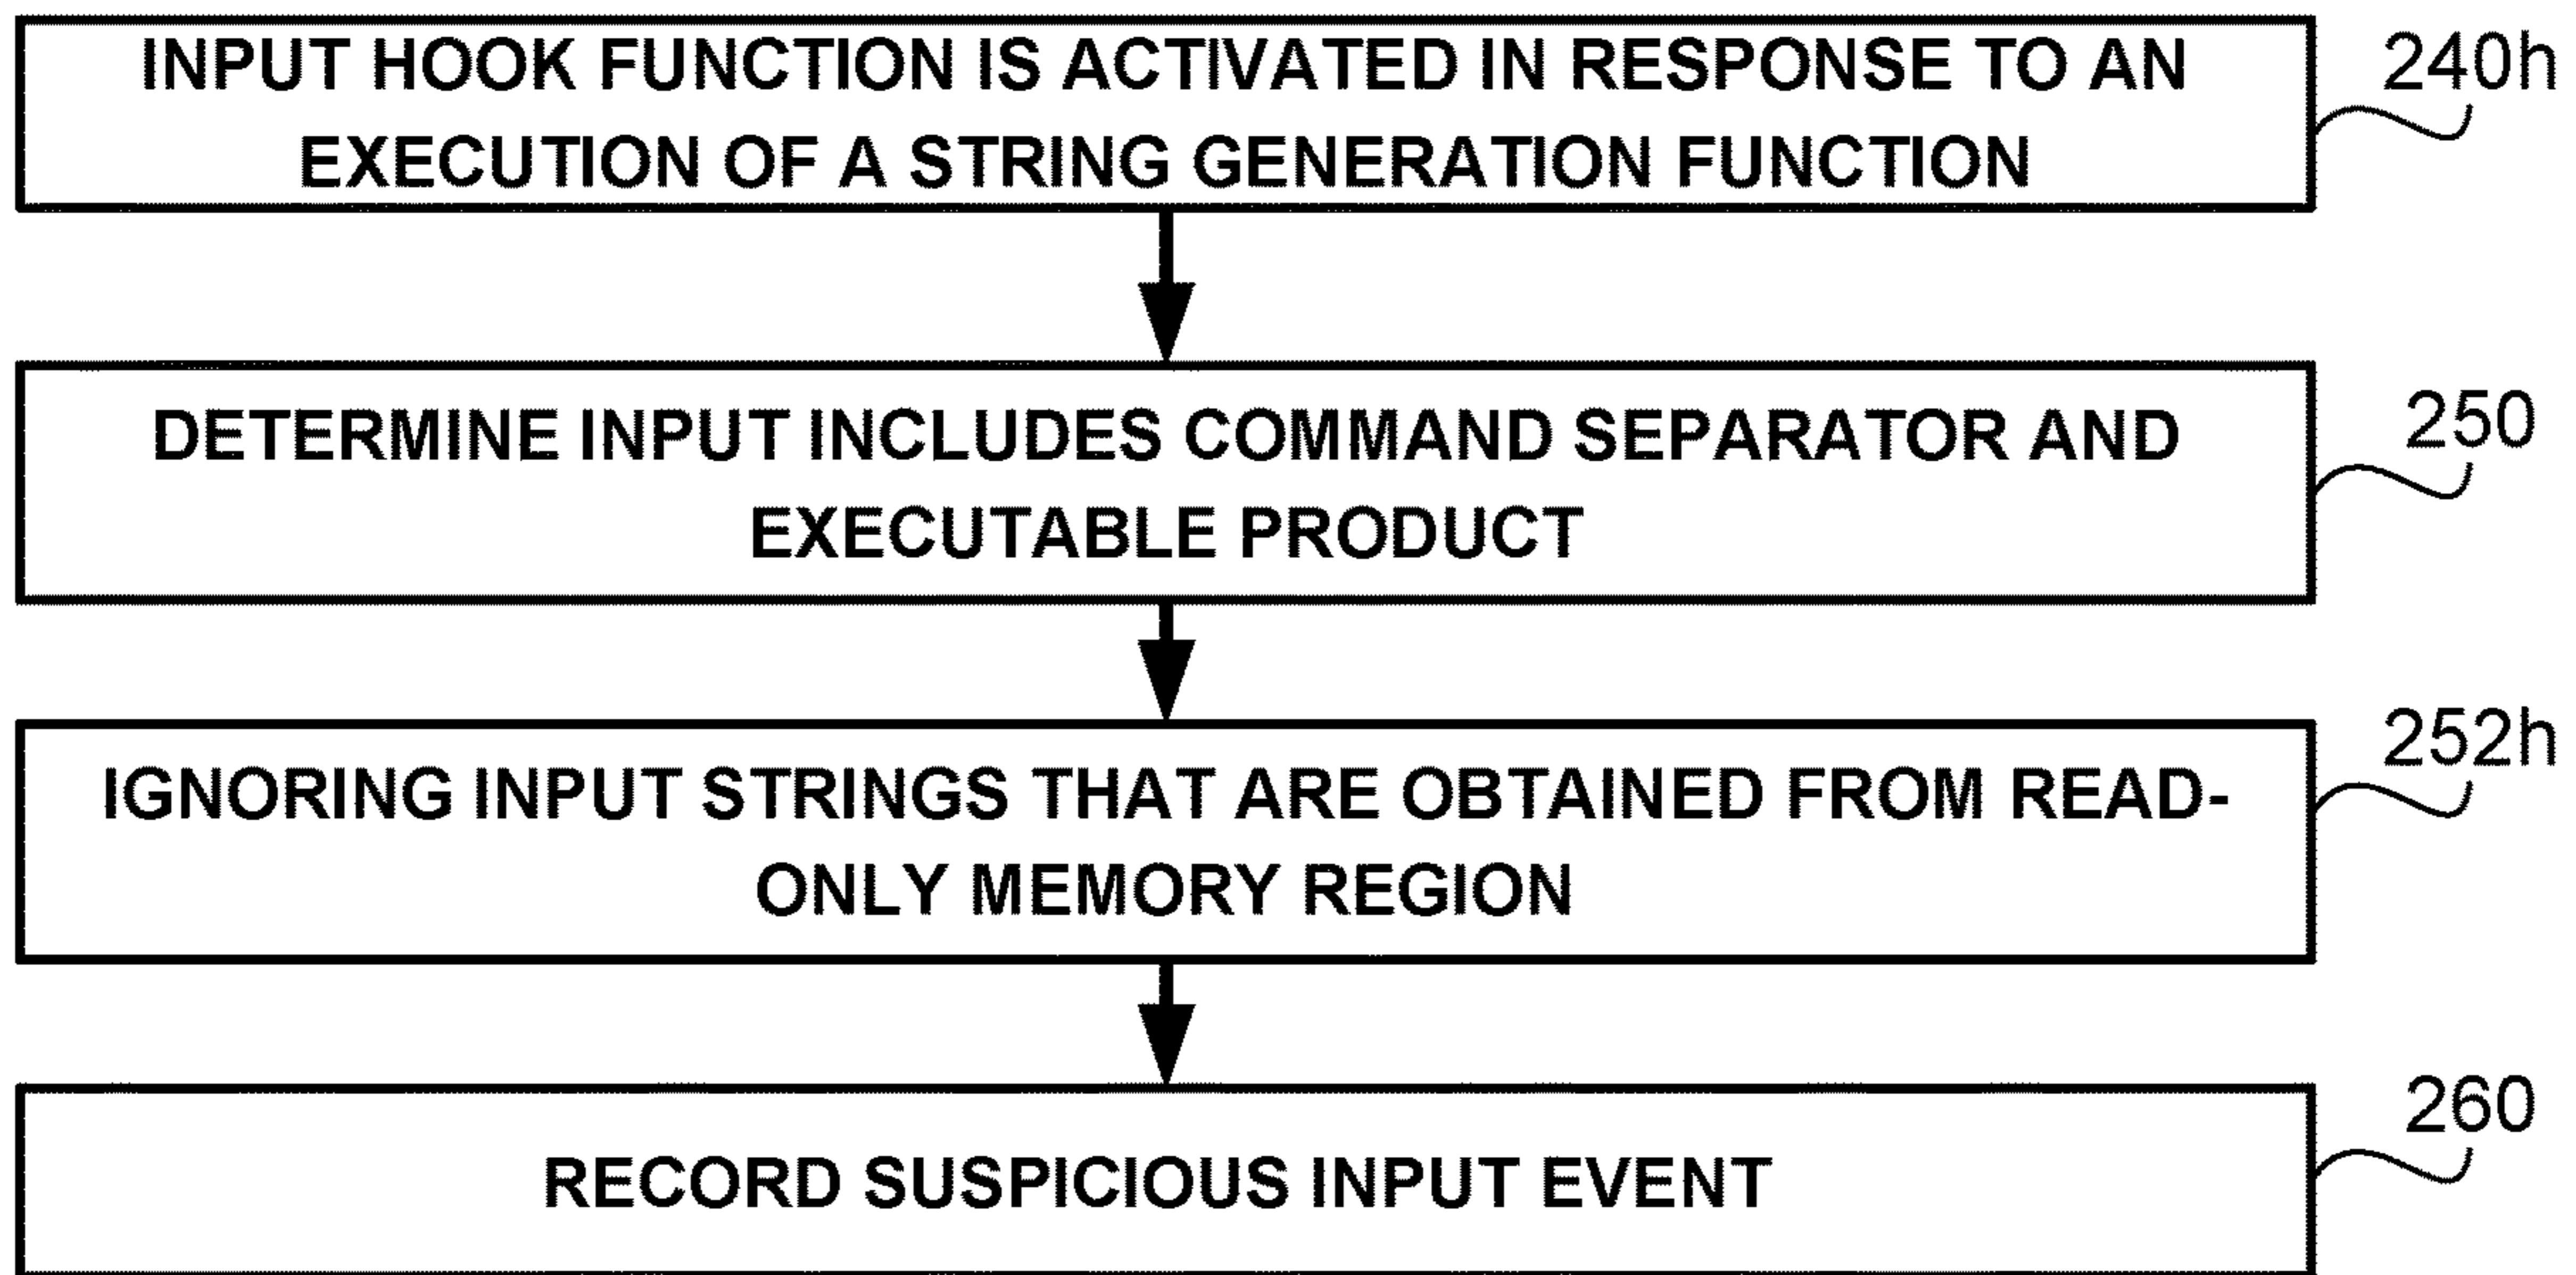 INPUT HOOK FUNCTION IS ACTIVATED IN RESPONSE TO AN
EXECUTION OF A STRING GENERATION FUNCTION
240h
DETERMINE INPUT INCLUDES COMMAND SEPARATOR AND
EXECUTABLE PRODUCT
250
IGNORING INPUT STRINGS THAT ARE OBTAINED FROM READ-
ONLY MEMORY REGION
252h
RECORD SUSPICIOUS INPUT EVENT
260